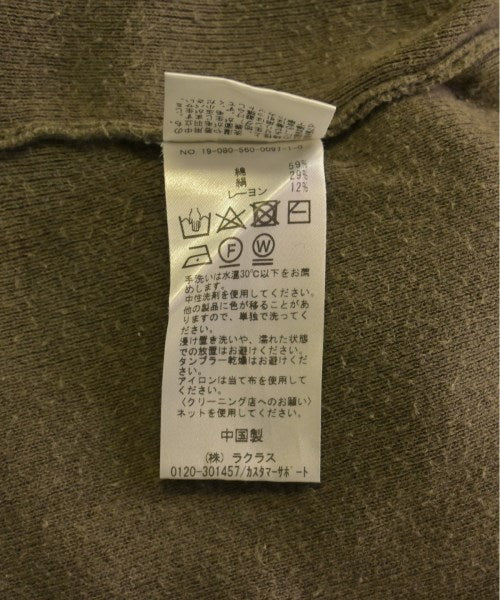 NO 19-080-560-0097-1-0
綿 59%
絹 29%
レーヨン 12%
F
W
手洗いは水温30℃以下をお薦
めします。
中性洗剤を使用してください。
他の製品に色が移ることがあ
りますので、単独で洗ってく
ださい。
浸け置き洗いや、濡れた状態
での放置はお避けください。
タンブラー乾燥はお避けくだ
さい。
アイロンは当て布を使用して
ください。
〈クリーニング店へのお願い〉
ネットを使用してください。
中国製
(株) ラクラス
0120-301457/カスタマーサポート